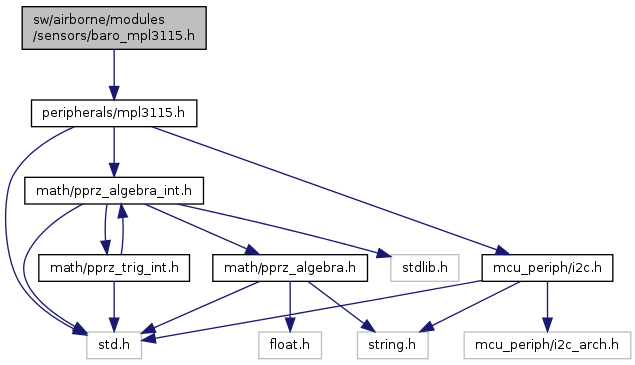 sw/airborne/modules
/sensors/baro_mpl3115.h
peripherals/mpl3115.h
math/pprz_algebra_int.h
math/pprz_trig_int.h
math/pprz_algebra.h
stdlib.h
mcu_periph/i2c.h
std.h
float.h
string.h
mcu_periph/i2c_arch.h